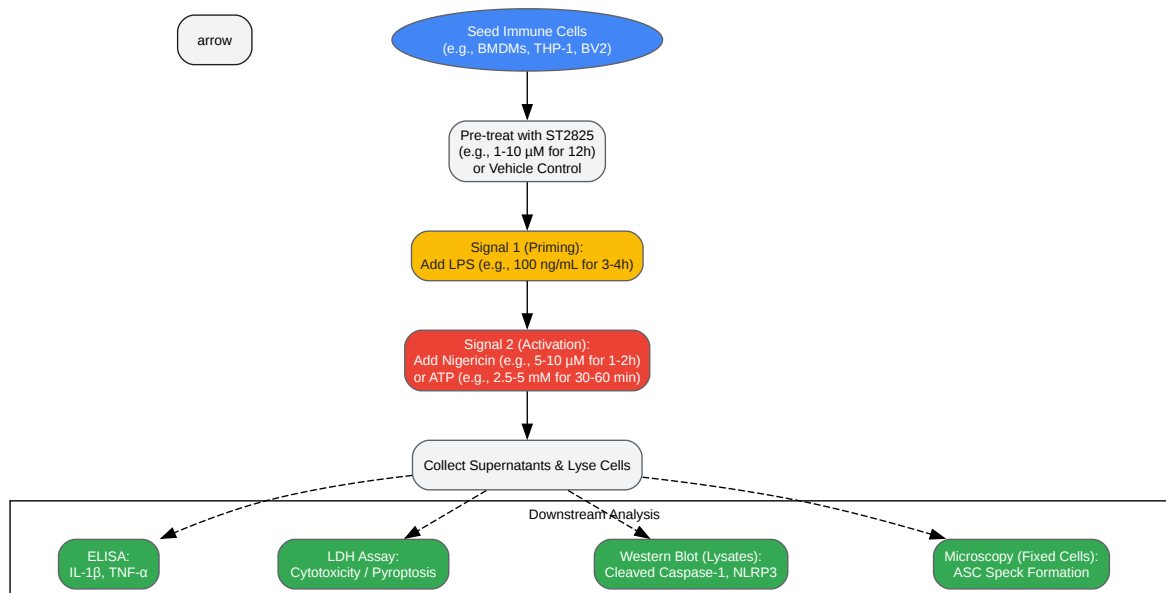 arrow
Seed Immune Cells
(e.g., BMDMs, THP-1, BV2)
Pre-treat with ST2825
(e.g., 1-10 µM for 12h)
or Vehicle Control
Signal 1 (Priming):
Add LPS (e.g., 100 ng/mL for 3-4h)
Signal 2 (Activation):
Add Nigericin (e.g., 5-10 µM for 1-2h)
or ATP (e.g., 2.5-5 mM for 30-60 min)
Collect Supernatants & Lyse Cells
Downstream Analysis
ELISA:
IL-1β, TNF-α
LDH Assay:
Cytotoxicity / Pyroptosis
Western Blot (Lysates):
Cleaved Caspase-1, NLRP3
Microscopy (Fixed Cells):
ASC Speck Formation